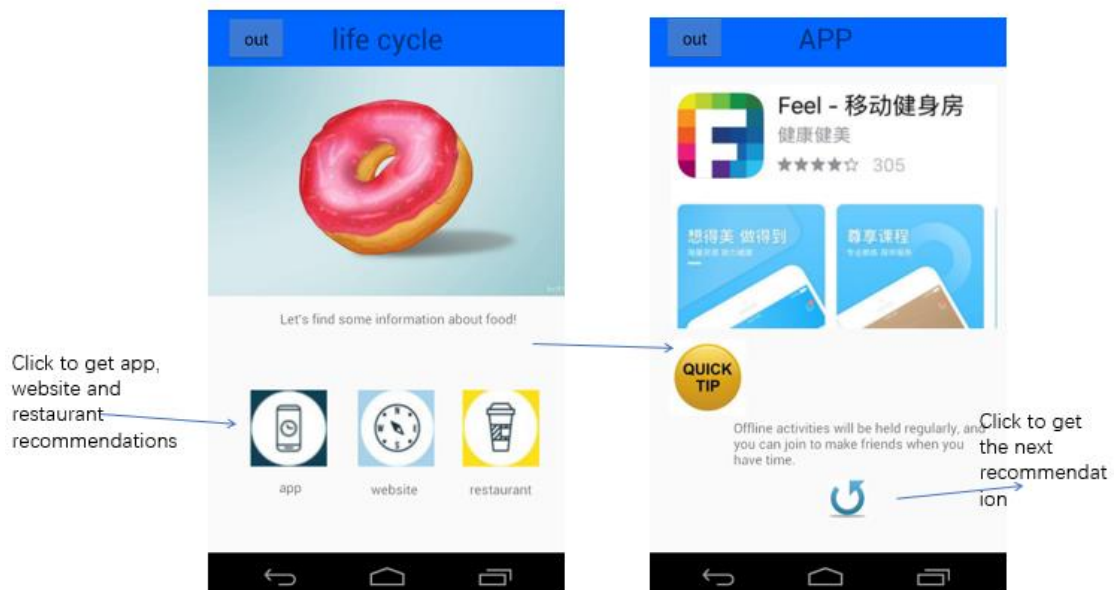 out
life cycle
Let's find some information about food!
app
website
restaurant
Click to get app,
website and
restaurant
recommendations
out
APP
F
Feel - 移动健身房
健康健美
305
想得美 做得到
尊享课程
QUICK
TIP
Offline activities will be held regularly, and
you can join to make friends when you
have time.
Click to get
the next
recommendat
ion